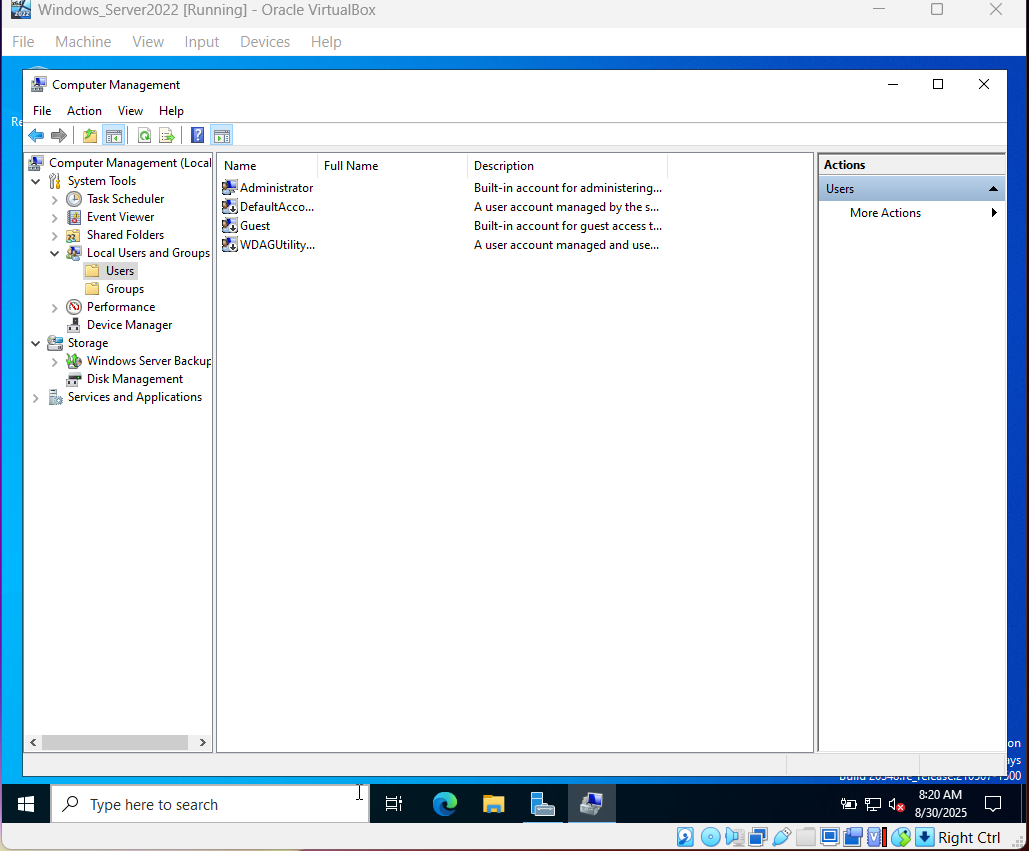 Windows_Server2022 [Running] - Oracle VirtualBox
File Machine View Input Devices Help
Computer Management
File Action View Help
Computer Management (Local
System Tools
Task Scheduler
Event Viewer
Shared Folders
Local Users and Groups
Users
Groups
Performance
Device Manager
Storage
Windows Server Backup
Disk Management
Services and Applications
Name Full Name Description
Administrator Built-in account for administering...
DefaultAcco... A user account managed by the s...
Guest Built-in account for guest access t...
WDAGUtility... A user account managed and use...
Actions
Users
More Actions
Type here to search
8:20 AM
8/30/2025
Right Ctrl